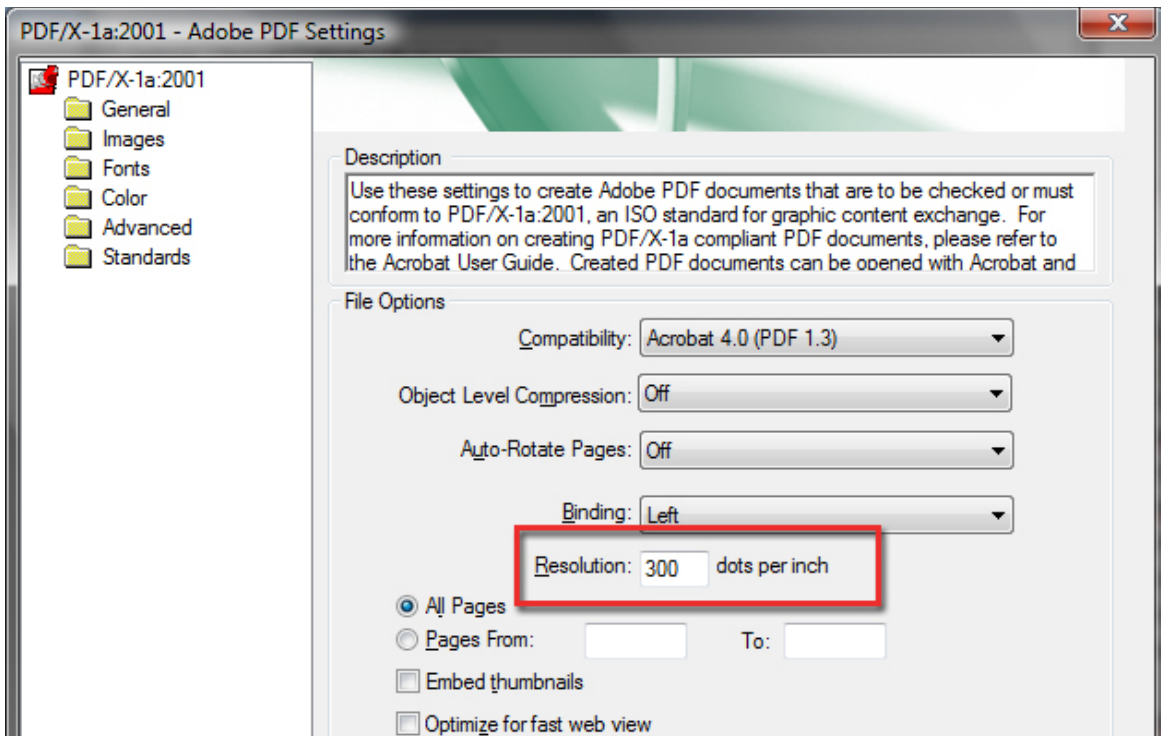 PDF/X-1a:2001 - Adobe PDF Settings
X
PDF/X-1a:2001
General
Images
Fonts
Color
Advanced
Standards
Description
Use these settings to create Adobe PDF documents that are to be checked or must
conform to PDF/X-1a:2001, an ISO standard for graphic content exchange.  For
more information on creating PDF/X-1a compliant PDF documents, please refer to
the Acrobat User Guide.  Created PDF documents can be opened with Acrobat and
File Options
Compatibility: Acrobat 4.0 (PDF 1.3)
Object Level Compression: Off
Auto-Rotate Pages: Off
Binding: Left
Resolution: 300 dots per inch
All Pages
Pages From: To:
Embed thumbnails
Optimize for fast web view